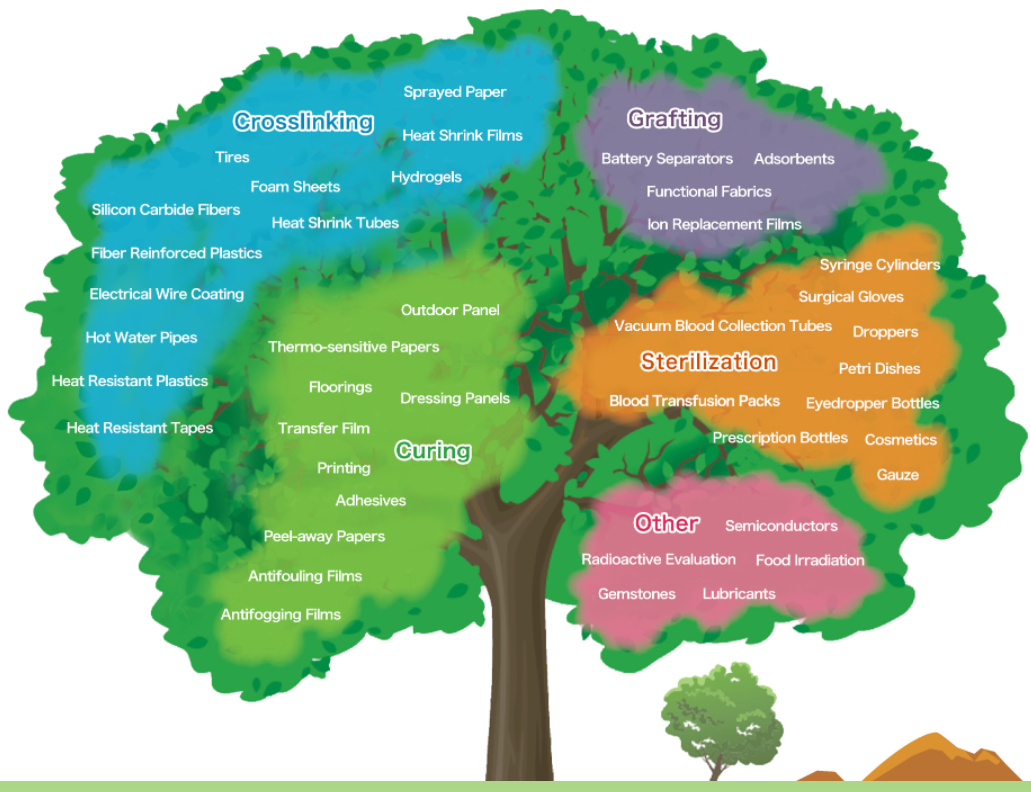 Crosslinking
Sprayed Paper
Heat Shrink Films
Tires
Hydrogels
Foam Sheets
Silicon Carbide Fibers
Heat Shrink Tubes
Fiber Reinforced Plastics
Electrical Wire Coating
Hot Water Pipes
Heat Resistant Plastics
Heat Resistant Tapes
Grafting
Battery Separators
Adsorbents
Functional Fabrics
Ion Replacement Films
Outdoor Panel
Thermo-sensitive Papers
Floorings
Dressing Panels
Transfer Film
Curing
Printing
Adhesives
Peel-away Papers
Antifouling Films
Antifogging Films
Syringe Cylinders
Surgical Gloves
Vacuum Blood Collection Tubes
Droppers
Sterilization
Petri Dishes
Blood Transfusion Packs
Eyedropper Bottles
Prescription Bottles
Cosmetics
Gauze
Other
Semiconductors
Radioactive Evaluation
Food Irradiation
Gemstones
Lubricants